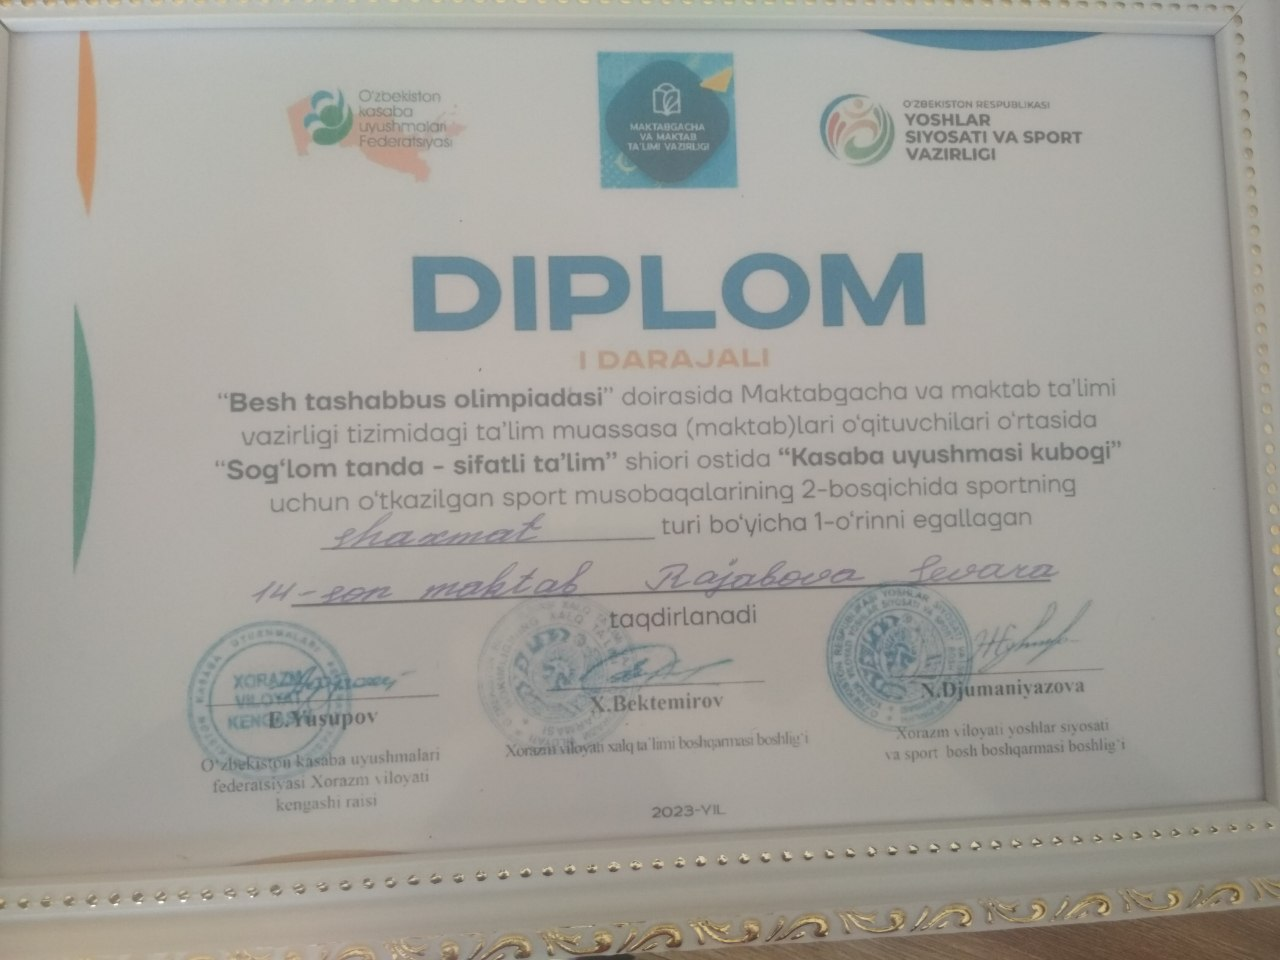 O'zbekiston
kasaba
uyushmalari
Federatsiyasi
MAKTABGACHA
VA MAKTAB
TA'LIMI VAZIRLIGI
O'ZBEKISTON RESPUBLIKASI
YOSHLAR
SIYOSATI VA SPORT
VAZIRLIGI
DIPLOM
I DARAJALI
“Besh tashabbus olimpiadasi” doirasida Maktabgacha va maktab ta’limi
vazirligi tizimidagi ta’lim muassasa (maktab)lari o‘qituvchilari o‘rtasida
“Sog‘lom tanda - sifatli ta’lim” shiori ostida “Kasaba uyushmasi kubogi”
uchun o‘tkazilgan sport musobaqalarining 2-bosqichida sportning
shaxmat turi bo‘yicha 1-o‘rinni egallagan
14-son maktab Rajabova Sevara
taqdirlanadi
XORAZM
VILOYAT
KENGASHI
E.Yusupov
O‘zbekiston kasaba uyushmalari
federatsiyasi Xorazm viloyati
kengashi raisi
X.Bektemirov
Xorazm viloyati xalq ta`limi boshqarmasi boshlig`i
N.Djumaniyazova
Xorazm viloyati yoshlar siyosati
va sport bosh boshqarmasi boshlig`i
2023-YIL